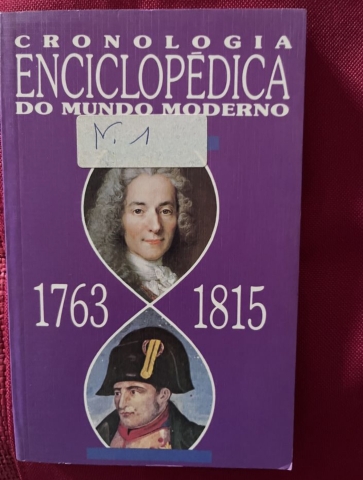 CRONOLOGIA
ENCICLOPÉDICA
DO MUNDO MODERNO
N. 1
1763 1815